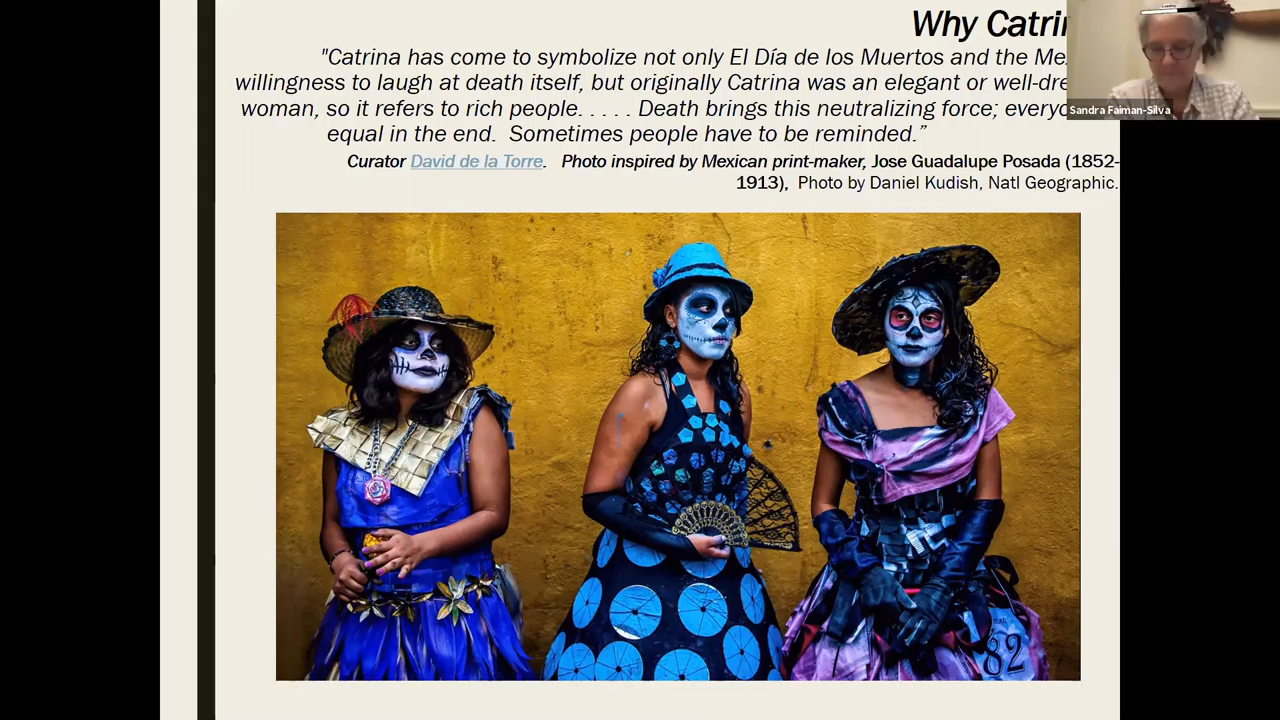 Why Catri
"Catrina has come to symbolize not only El Día de los Muertos and the Me
willingness to laugh at death itself, but originally Catrina was an elegant or well-dre
woman, so it refers to rich people. . . . . Death brings this neutralizing force; everyo
equal in the end. Sometimes people have to be reminded.”
Curator David de la Torre. Photo inspired by Mexican print-maker, Jose Guadalupe Posada (1852-
1913), Photo by Daniel Kudish, Natl Geographic.
Sandra Faiman-Silva
82